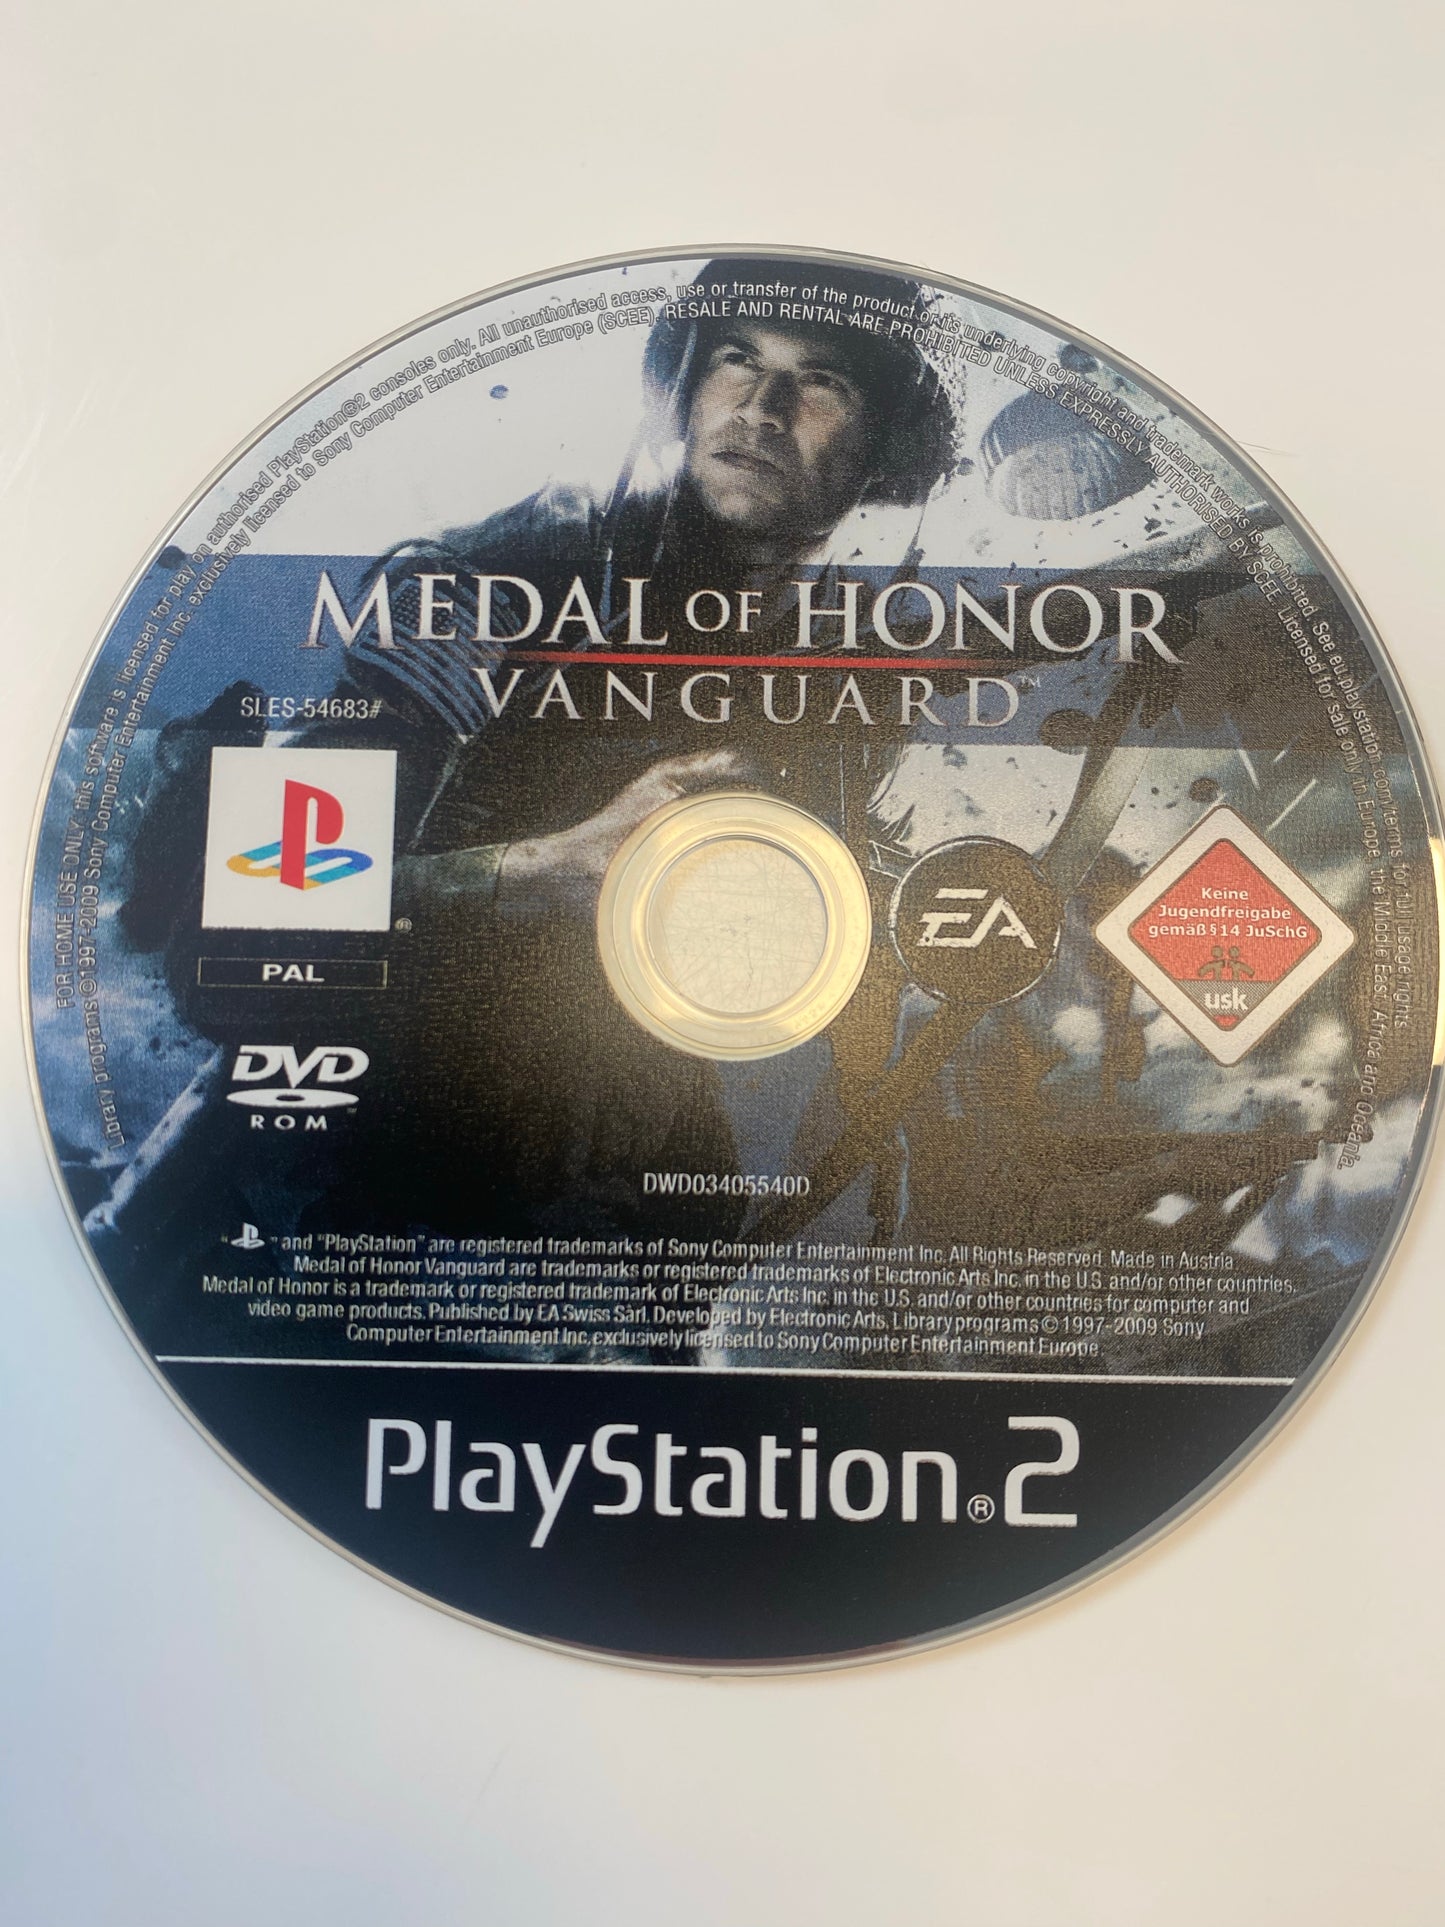 FOR HOME USE ONLY. this software is licensed for play on authorised PlayStation®2 consoles only. All unauthorised access, use or transfer of the product or its underlying copyright and trademark works is prohibited. See eu.playstation.com/terms for full usage rights
Library programs ©1997-2009 Sony Computer Entertainment Inc. exclusively licensed to Sony Computer Entertainment Europe (SCEE). RESALE AND RENTAL ARE PROHIBITED UNLESS EXPRESSLY AUTHORISED BY SCEE. Licensed for sale only in Europe, the Middle East, Africa and Oceania.
MEDAL OF HONOR
VANGUARD™
SLES-54683#
®
PAL
DVD
ROM
EA
Keine
Jugendfreigabe
gemäß § 14 JuSchG
usk
DWD03405540D
" " and "PlayStation" are registered trademarks of Sony Computer Entertainment Inc. All Rights Reserved. Made in Austria
Medal of Honor Vanguard are trademarks or registered trademarks of Electronic Arts Inc. in the U.S. and/or other countries.
Medal of Honor is a trademark or registered trademark of Electronic Arts Inc. in the U.S. and/or other countries for computer and
video game products. Published by EA Swiss Sàrl. Developed by Electronic Arts. Library programs © 1997-2009 Sony
Computer Entertainment Inc. exclusively licensed to Sony Computer Entertainment Europe.
PlayStation®2